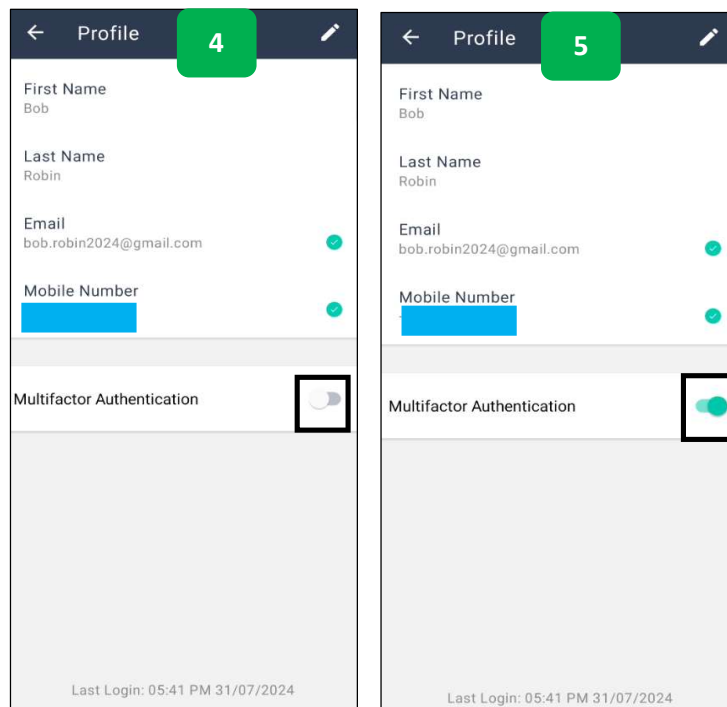 Profile
4
First Name
Bob
Last Name
Robin
Email
bob.robin2024@gmail.com
Mobile Number
Multifactor Authentication
Last Login: 05:41 PM 31/07/2024
Profile
5
First Name
Bob
Last Name
Robin
Email
bob.robin2024@gmail.com
Mobile Number
Multifactor Authentication
Last Login: 05:41 PM 31/07/2024